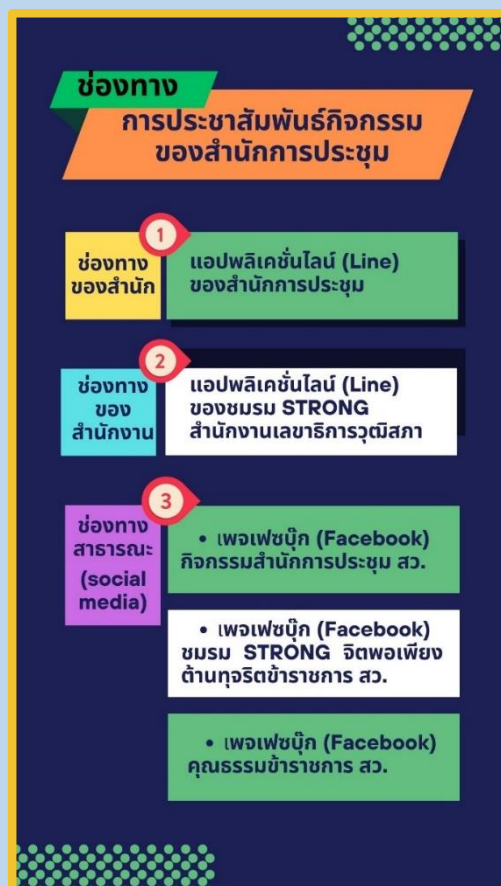 ช่องทาง
การประชาสัมพันธ์กิจกรรม
ของสำนักการประชุม
1
ช่องทาง
ของสำนัก
แอปพลิเคชั่นไลน์ (Line)
ของสำนักการประชุม
2
ช่องทาง
ของ
สำนักงาน
แอปพลิเคชั่นไลน์ (Line)
ของชมรม STRONG
สำนักงานเลขาธิการวุฒิสภา
3
ช่องทาง
สาธารณะ
(social
media)
• เพจเฟซบุ๊ก (Facebook)
กิจกรรมสำนักการประชุม สว.
• เพจเฟซบุ๊ก (Facebook)
ชมรม STRONG จิตพอเพียง
ต้านทุจริตข้าราชการ สว.
• เพจเฟซบุ๊ก (Facebook)
คุณธรรมข้าราชการ สว.